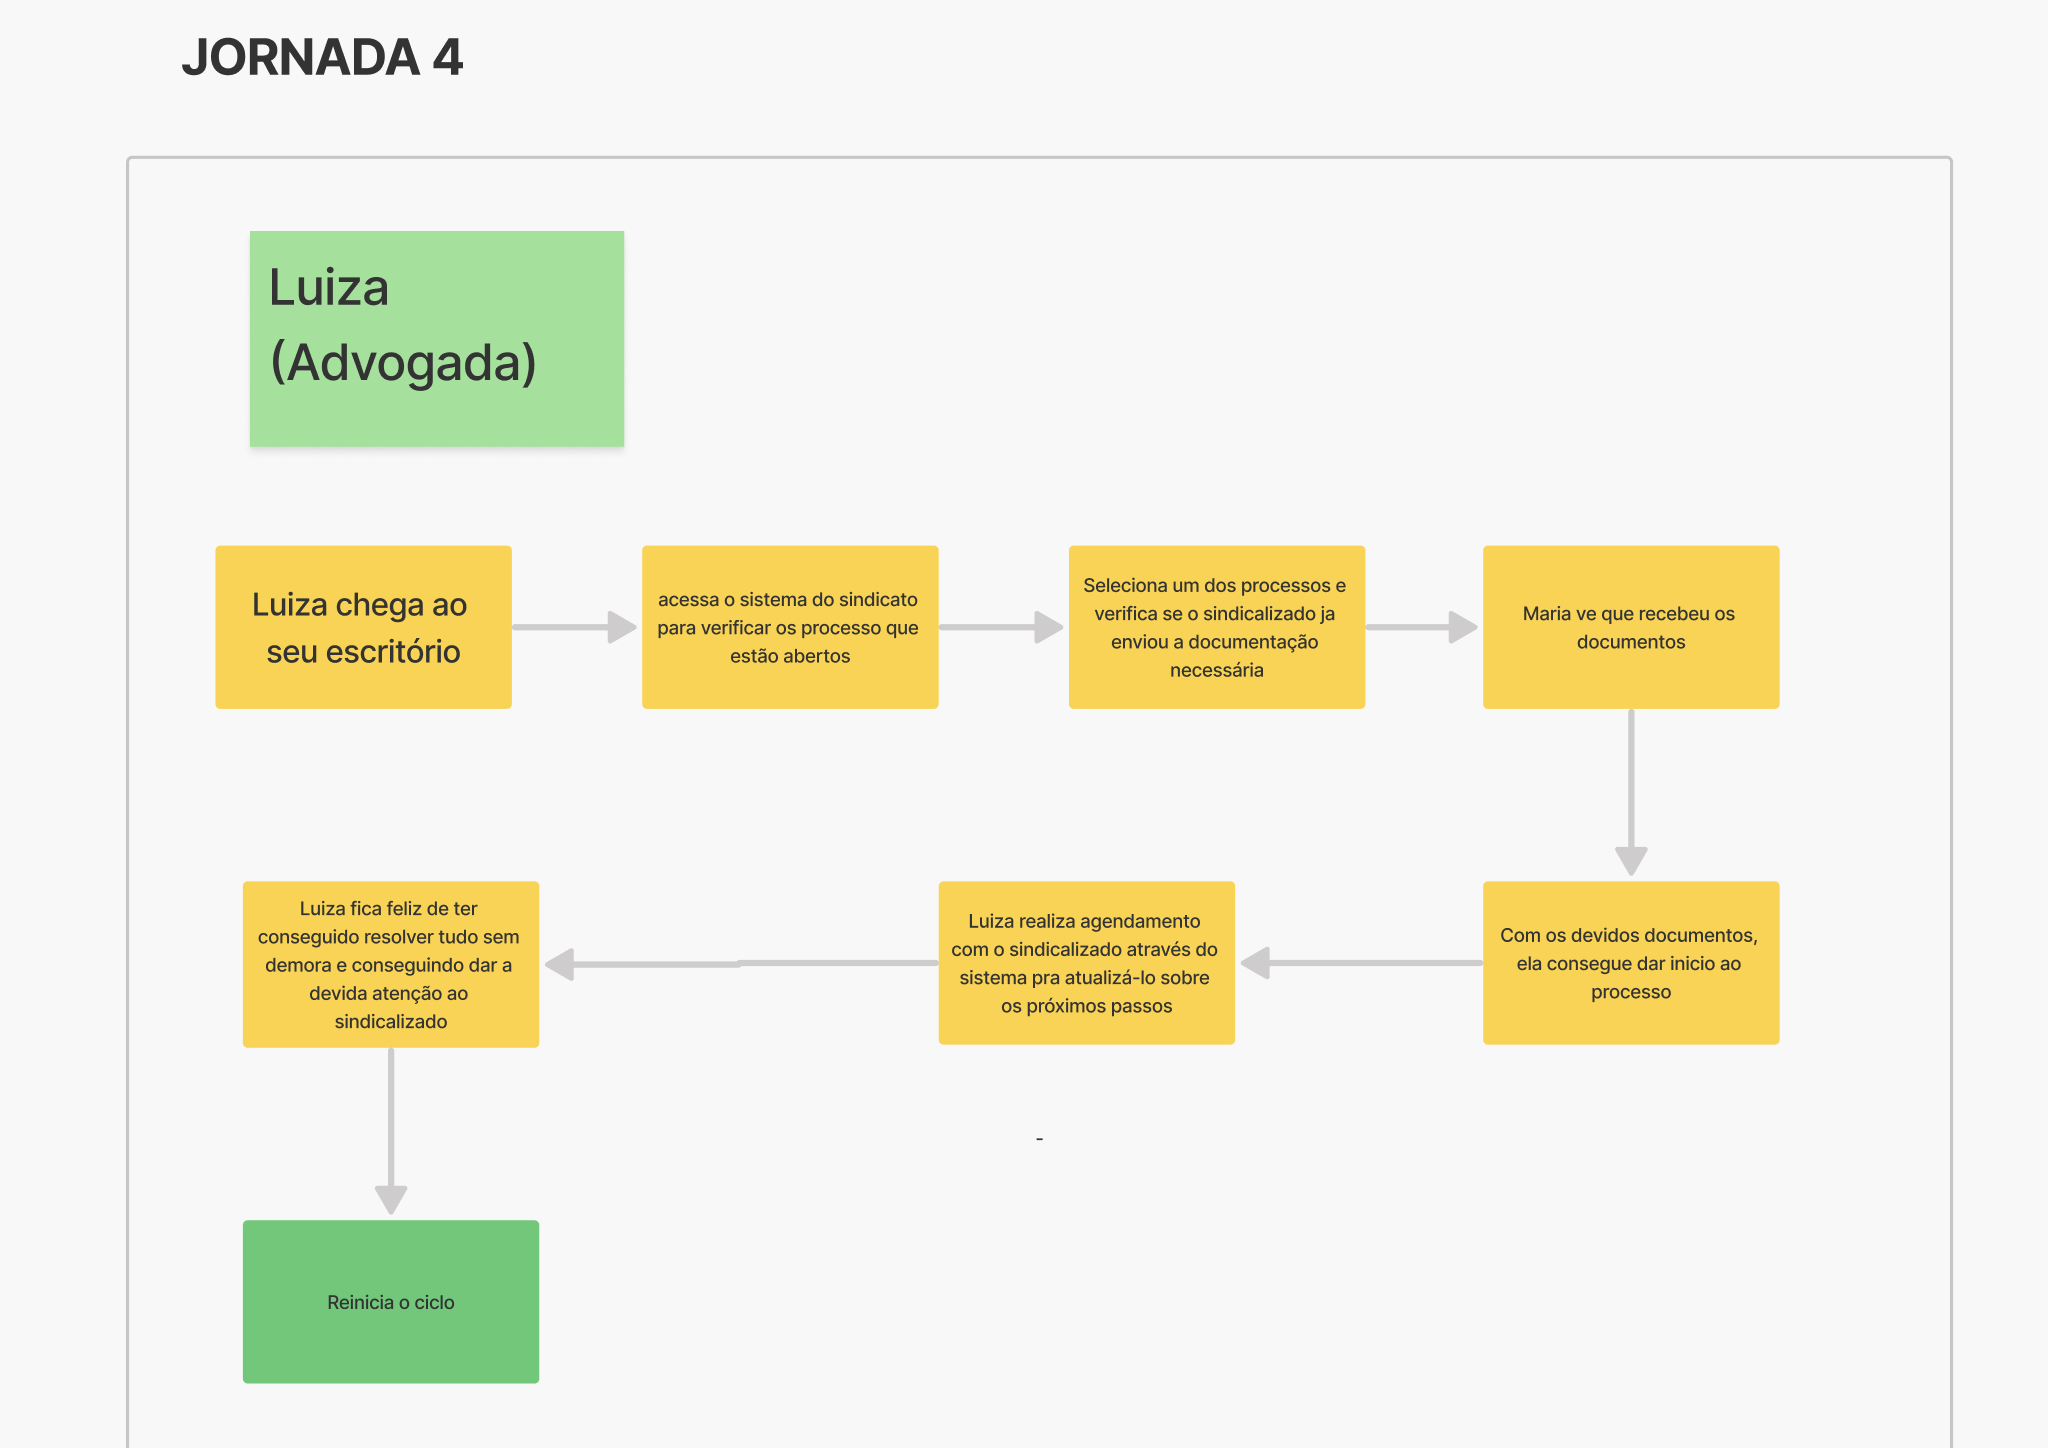 JORNADA 4
Luiza
(Advogada)
Luiza chega ao
seu escritório
acessa o sistema do sindicato
para verificar os processo que
estão abertos
Seleciona um dos processos e
verifica se o sindicalizado ja
enviou a documentação
necessária
Maria ve que recebeu os
documentos
Com os devidos documentos,
ela consegue dar inicio ao
processo
Luiza realiza agendamento
com o sindicalizado através do
sistema pra atualizá-lo sobre
os próximos passos
Luiza fica feliz de ter
conseguido resolver tudo sem
demora e conseguindo dar a
devida atenção ao
sindicalizado
-
Reinicia o ciclo